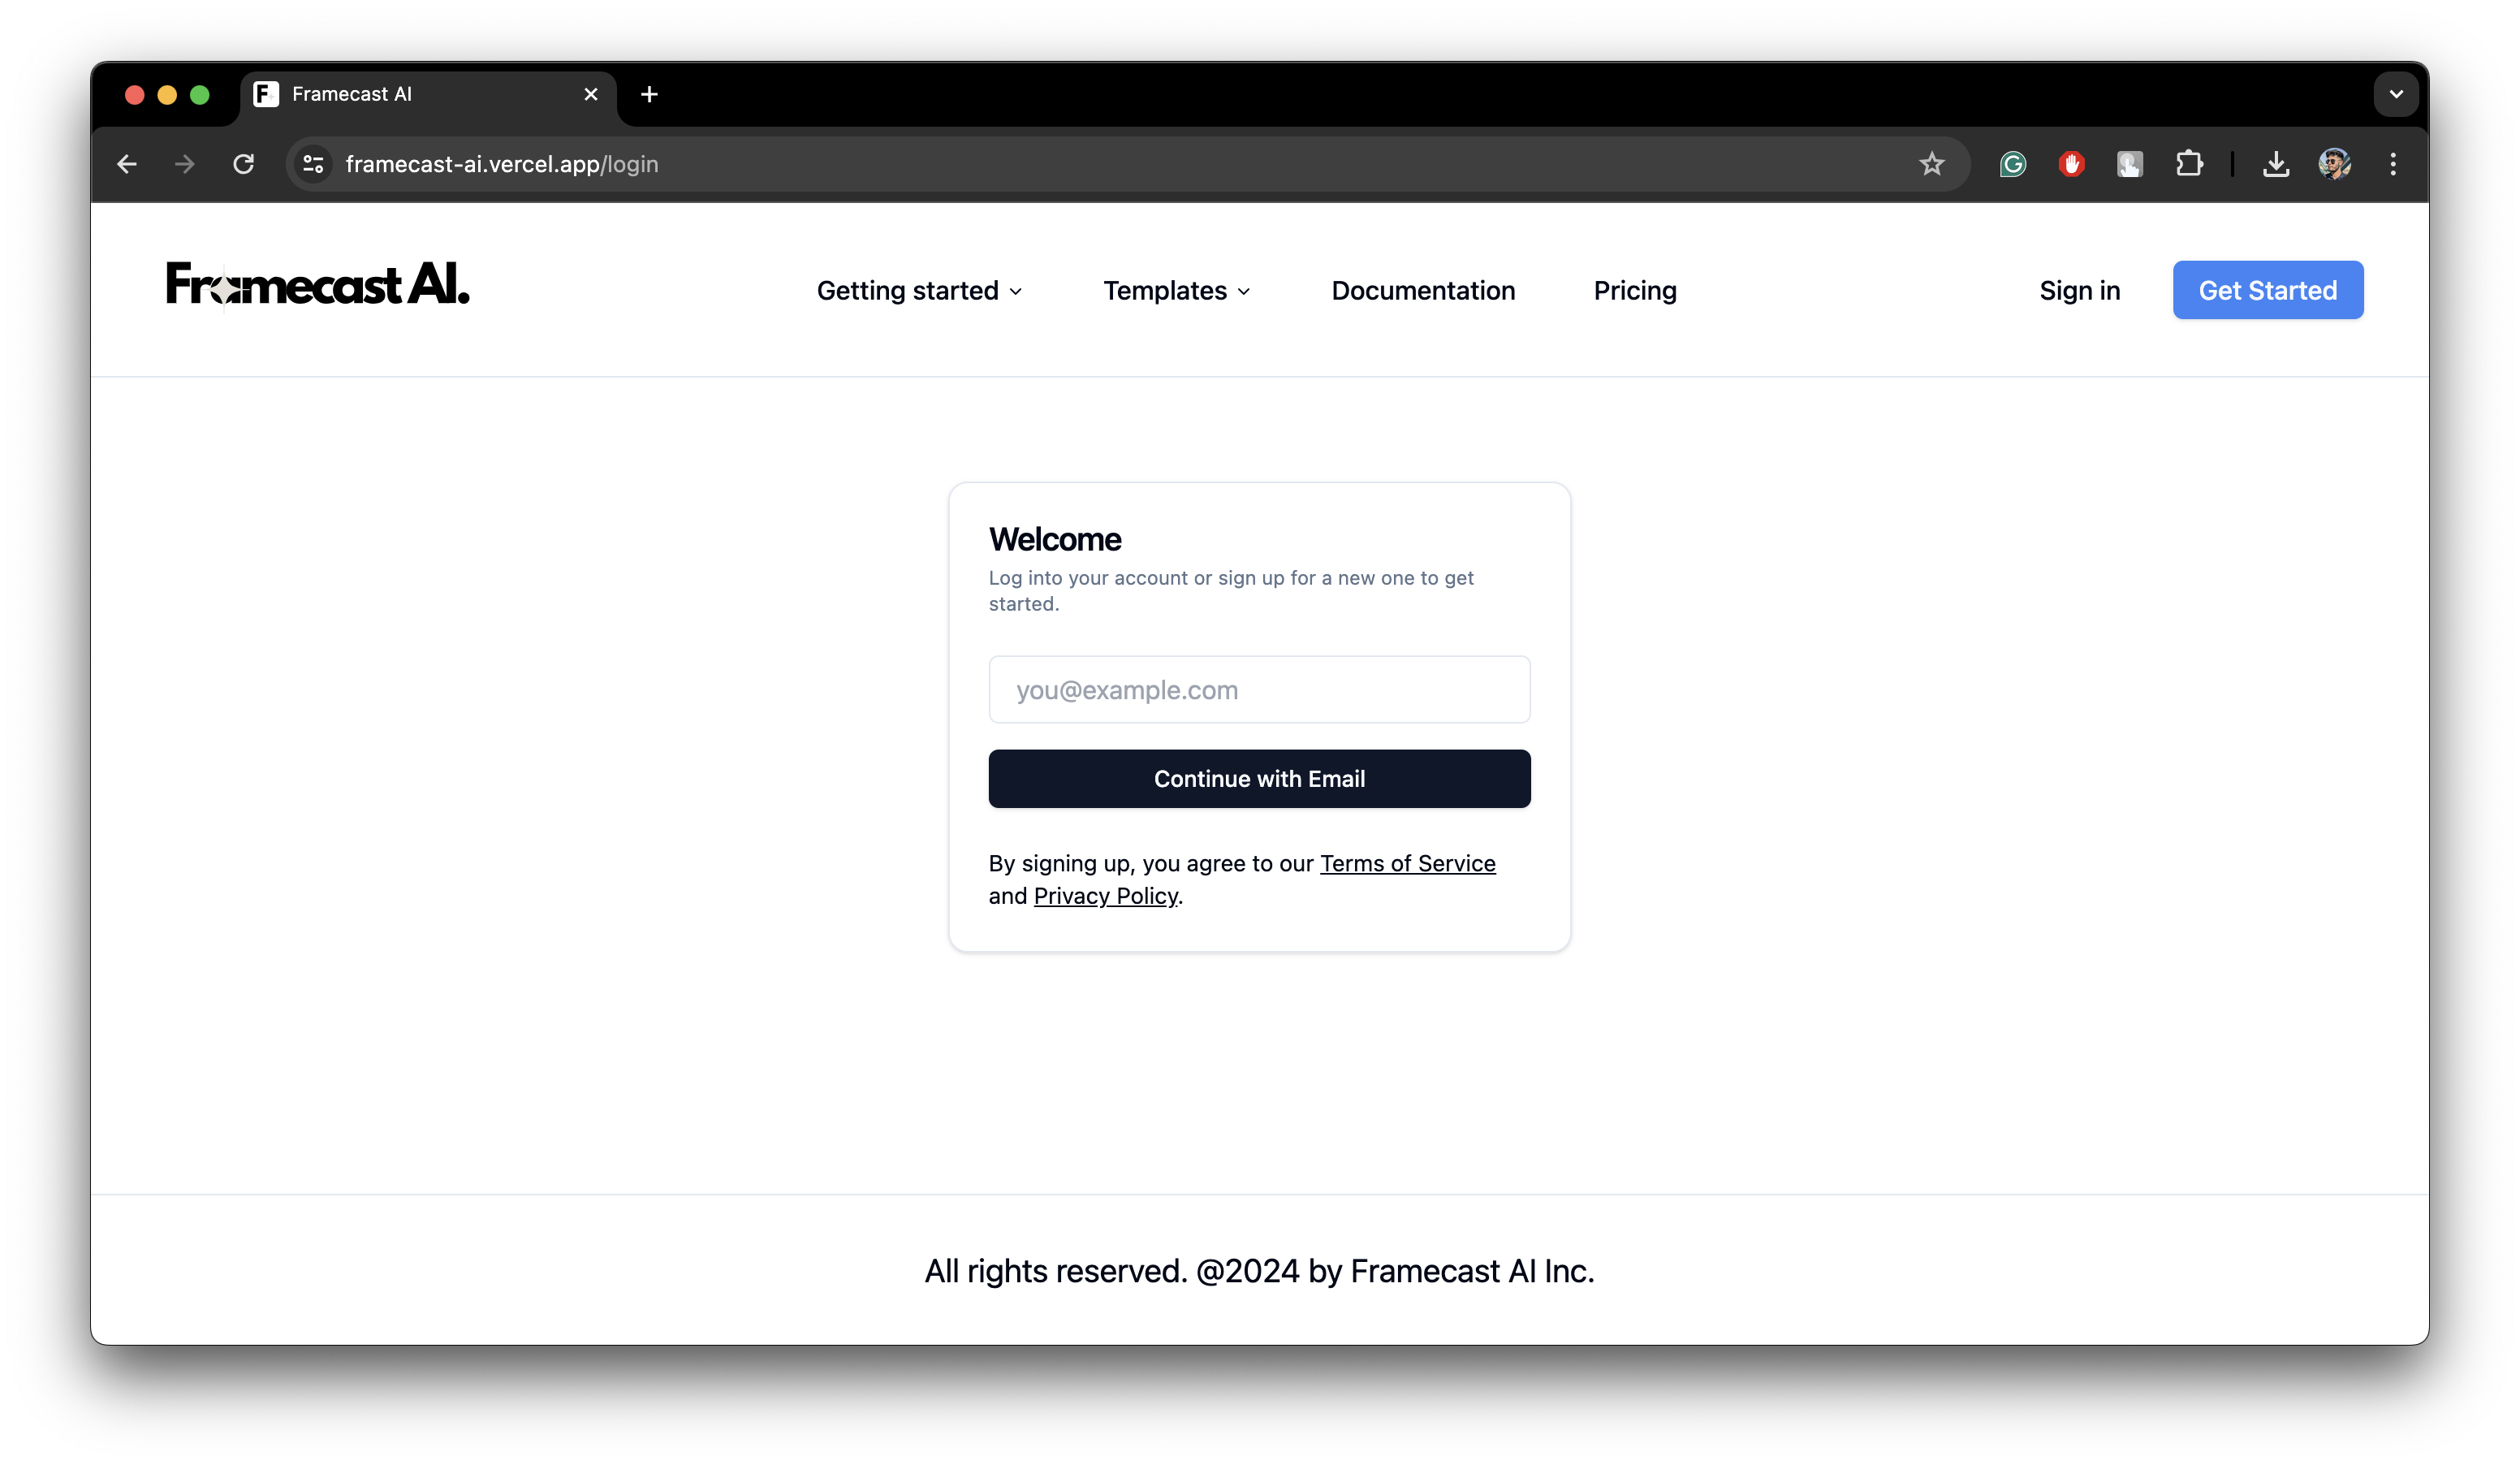 Framecast AI
framecast-ai.vercel.app/login
Framecast AI.
Getting started
Templates
Documentation
Pricing
Sign in
Get Started
Welcome
Log into your account or sign up for a new one to get
started.
you@example.com
Continue with Email
By signing up, you agree to our Terms of Service
and Privacy Policy.
All rights reserved. @2024 by Framecast AI Inc.